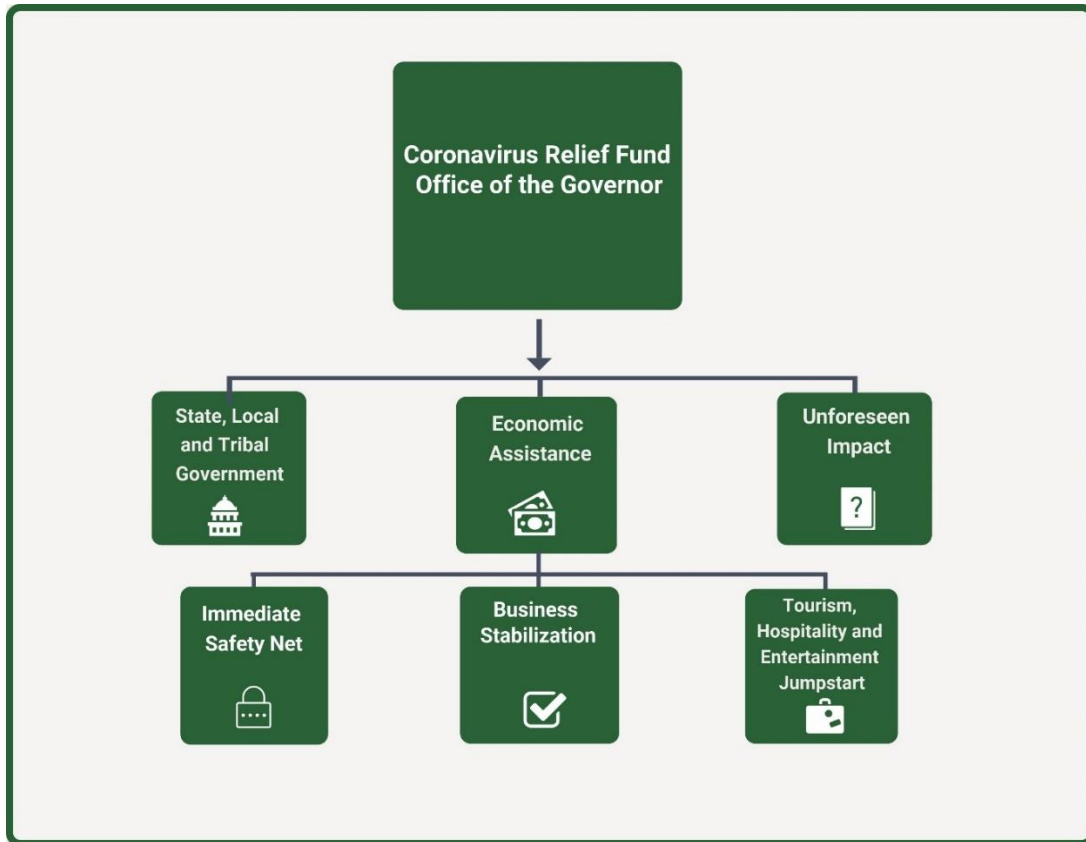 Coronavirus Relief Fund
Office of the Governor
State, Local
and Tribal
Government
Economic
Assistance
Unforeseen
Impact
?
Immediate
Safety Net
Business
Stabilization
Tourism,
Hospitality and
Entertainment
Jumpstart